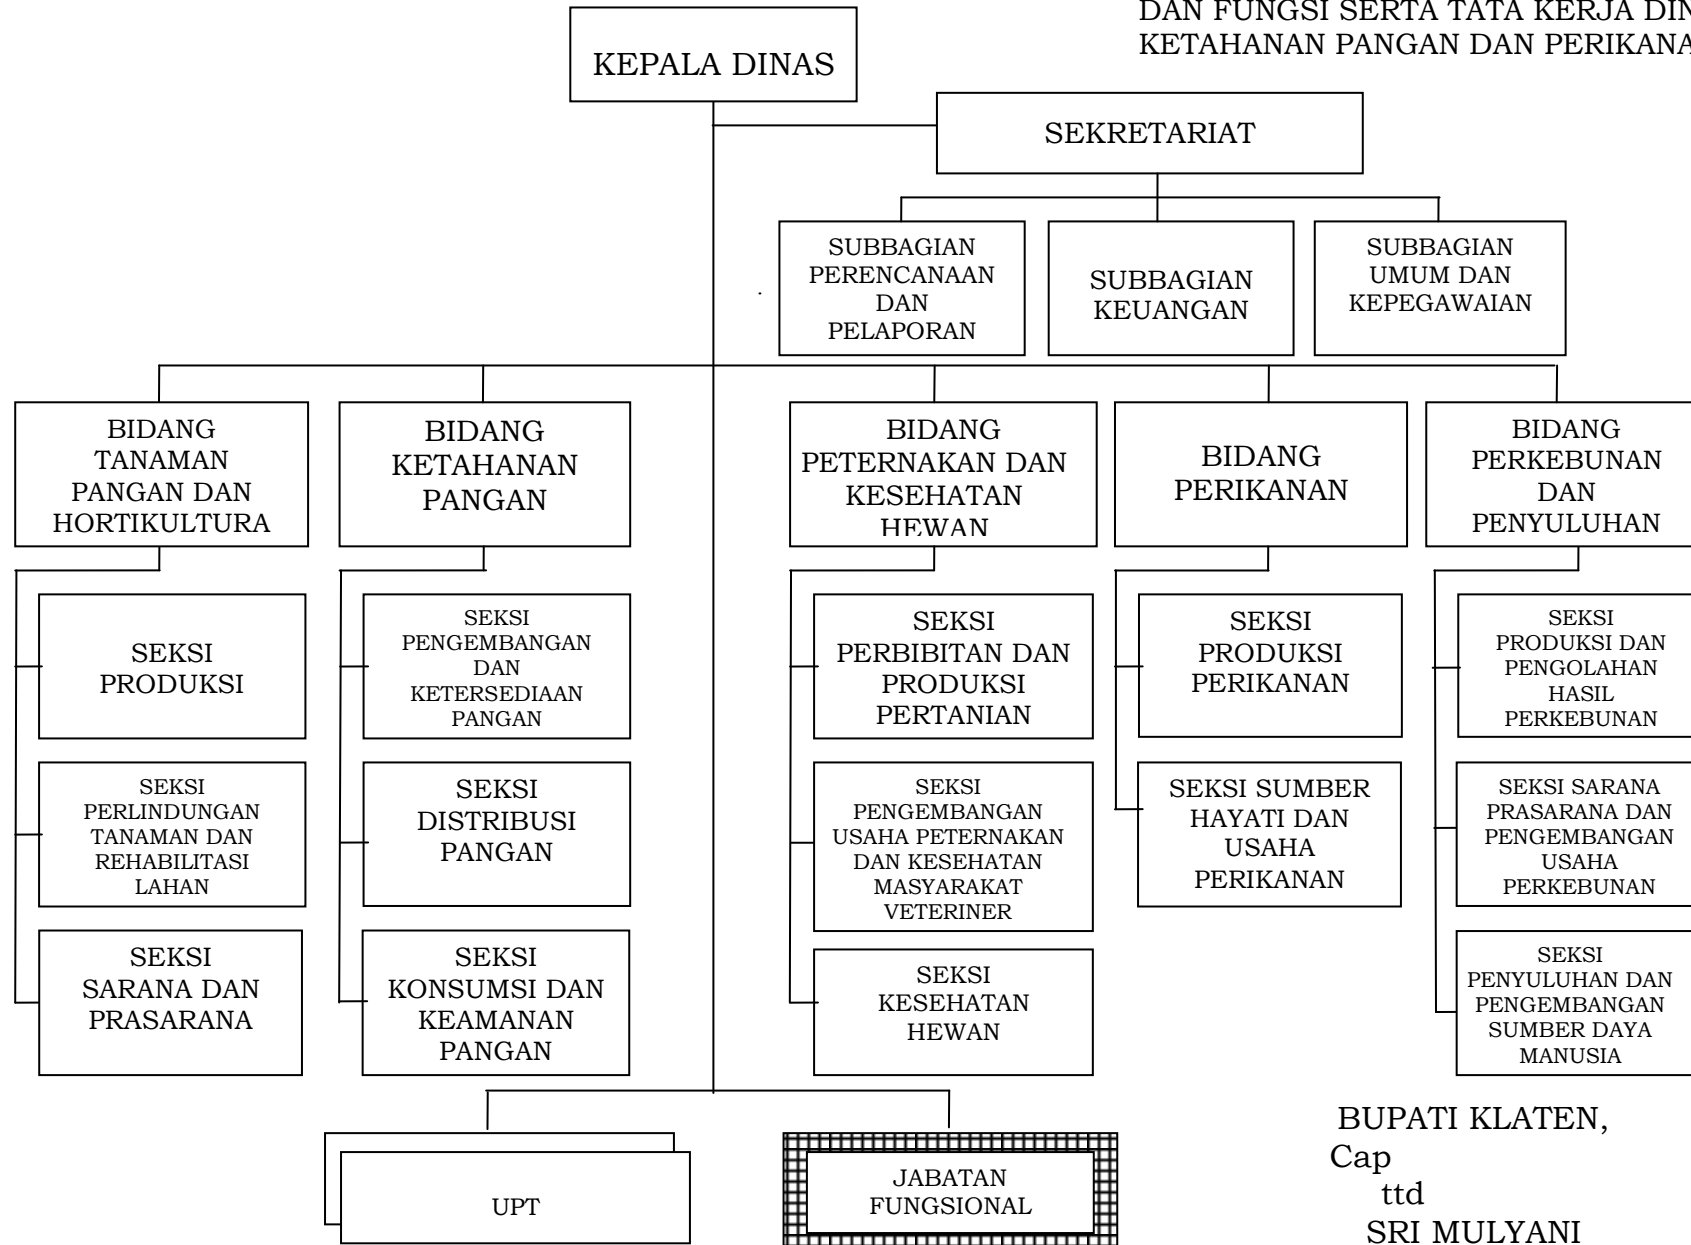 DAN FUNGSI SERTA TATA KERJA
KETAHANAN PANGAN DAN
KEPALA DINAS
SEKRETARIAT
SUBBAGIAN
PERENCANAAN
DAN
PELAPORAN
SUBBAGIAN
KEUANGAN
SUBBAGIAN
UMUM DAN
KEPEGAWAIAN
BIDANG
TANAMAN
PANGAN DAN
HORTIKULTURA
BIDANG
KETAHANAN
PANGAN
BIDANG
PETERNAKAN DAN
KESEHATAN
HEWAN
BIDANG
PERIKANAN
BIDANG
PERKEBUNAN
DAN
PENYULUHAN
SEKSI
PRODUKSI
SEKSI
PENGEMBANGAN
DAN
KETERSEDIAAN
PANGAN
SEKSI
PERBIBITAN DAN
PRODUKSI
PERTANIAN
SEKSI
PRODUKSI
PERIKANAN
SEKSI
PRODUKSI DAN
PENGOLAHAN
HASIL
PERKEBUNAN
SEKSI
PERLINDUNGAN
TANAMAN DAN
REHABILITASI
LAHAN
SEKSI
DISTRIBUSI
PANGAN
SEKSI
PENGEMBANGAN
USAHA PETERNAKAN
DAN KESEHATAN
MASYARAKAT
VETERINER
SEKSI SUMBER
HAYATI DAN
USAHA
PERIKANAN
SEKSI SARANA
PRASARANA DAN
PENGEMBANGAN
USAHA
PERKEBUNAN
SEKSI
SARANA DAN
PRASARANA
SEKSI
KONSUMSI DAN
KEAMANAN
PANGAN
SEKSI
KESEHATAN
HEWAN
SEKSI
PENYULUHAN DAN
PENGEMBANGAN
SUMBER DAYA
MANUSIA
UPT
JABATAN
FUNGSIONAL
BUPATI KLATEN,
Cap
ttd
SRI MULYANI